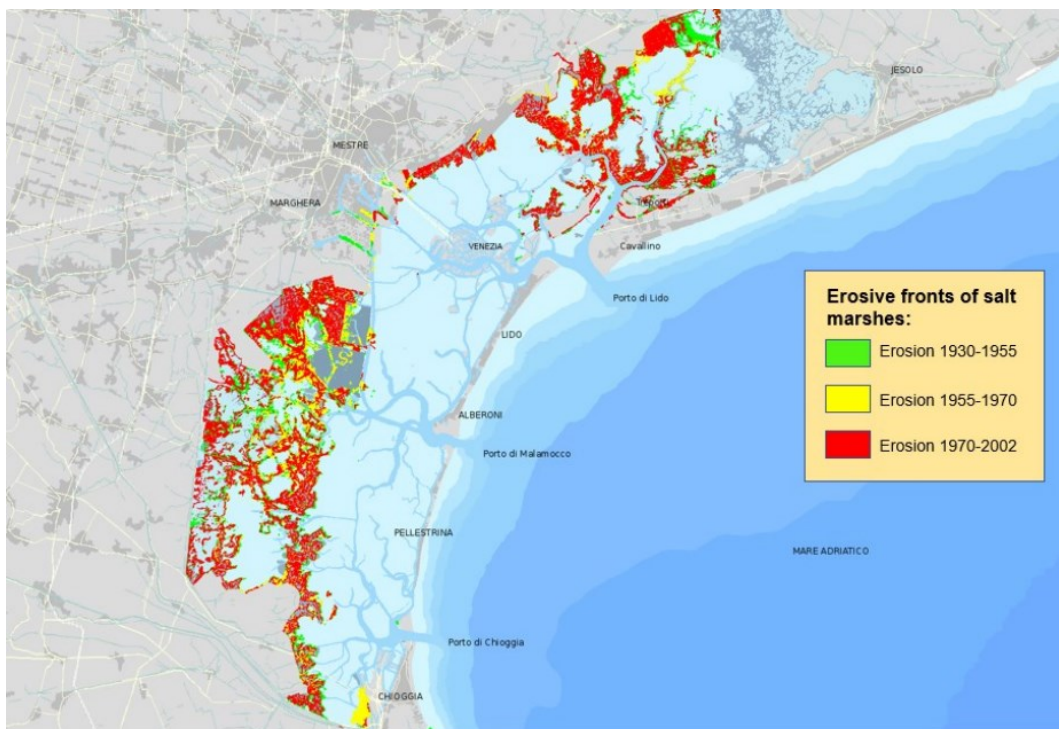 JESOLO
MESTRE
MARGHERA
Treporti
VENEZIA
Cavallino
Porto di Lido
LIDO
ALBERONI
Porto di Malamocco
PELLESTRINA
MARE ADRIATICO
Porto di Chioggia
CHIOGGIA
Erosive fronts of salt
marshes:
Erosion 1930-1955
Erosion 1955-1970
Erosion 1970-2002